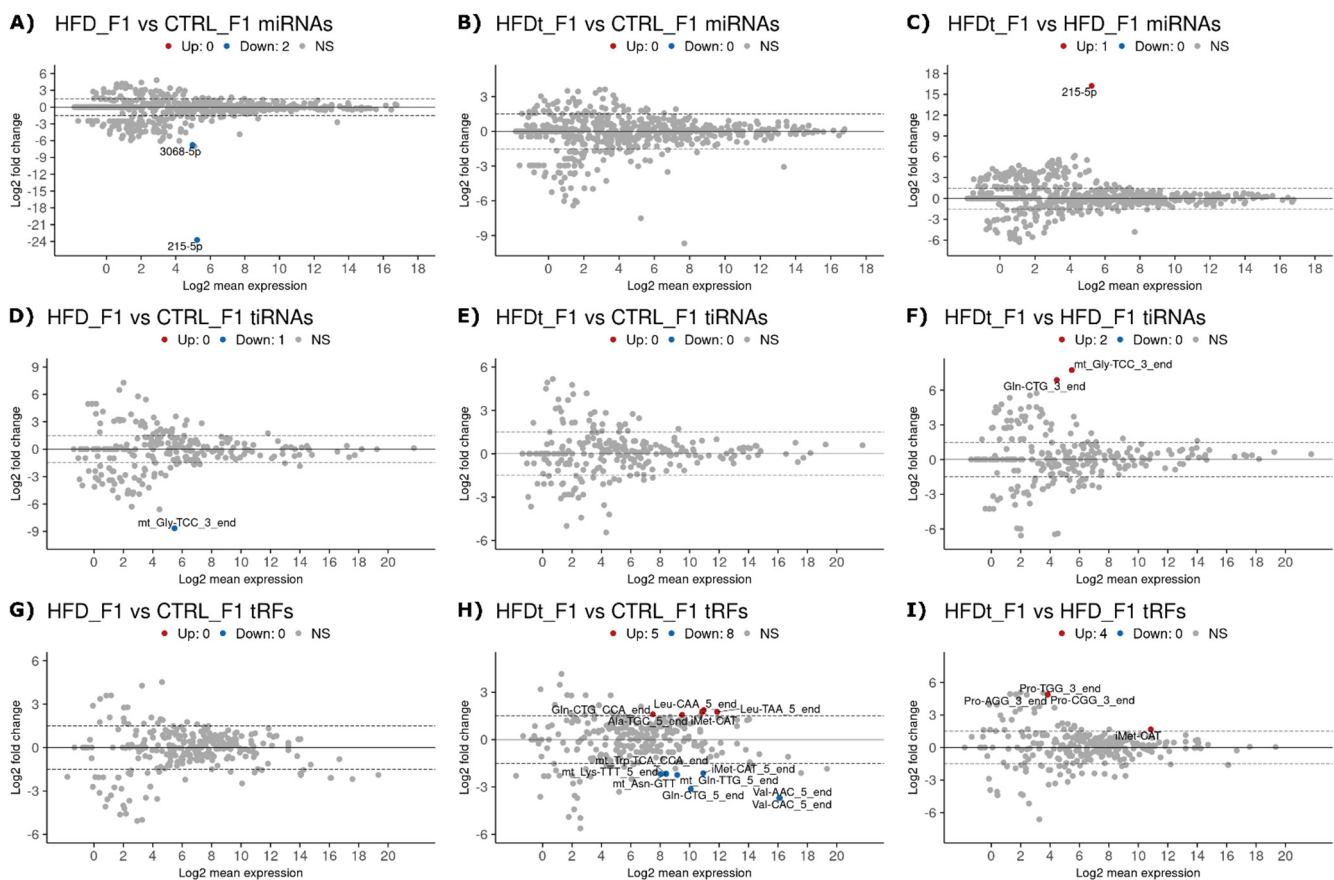 A) HFD_F1 vs CTRL_F1 miRNAs
Up: 0 Down: 2 NS
6
3
0
-3
-6
-9
-12
-15
-18
-21
-24
Log2 fold change
3068-5p
215-5p
0 2 4 6 8 10 12 14 16 18
Log2 mean expression
B) HFDt_F1 vs CTRL_F1 miRNAs
Up: 0 Down: 0 NS
3
0
-3
-6
-9
Log2 fold change
0 2 4 6 8 10 12 14 16 18
Log2 mean expression
C) HFDt_F1 vs HFD_F1 miRNAs
Up: 1 Down: 0 NS
18
15
12
9
6
3
0
-3
-6
Log2 fold change
215-5p
0 2 4 6 8 10 12 14 16 18
Log2 mean expression
D) HFD_F1 vs CTRL_F1 tiRNAs
Up: 0 Down: 1 NS
9
6
3
0
-3
-6
-9
Log2 fold change
mt_Gly-TCC_3_end
0 2 4 6 8 10 12 14 16 18 20
Log2 mean expression
E) HFDt_F1 vs CTRL_F1 tiRNAs
Up: 0 Down: 0 NS
6
3
0
-3
-6
Log2 fold change
0 2 4 6 8 10 12 14 16 18 20
Log2 mean expression
F) HFDt_F1 vs HFD_F1 tiRNAs
Up: 2 Down: 0 NS
6
3
0
-3
-6
Log2 fold change
mt_Gly-TCC_3_end
Gln-CTG_3_end
0 2 4 6 8 10 12 14 16 18 20
Log2 mean expression
G) HFD_F1 vs CTRL_F1 tRFs
Up: 0 Down: 0 NS
6
3
0
-3
-6
Log2 fold change
0 2 4 6 8 10 12 14 16 18 20
Log2 mean expression
H) HFDt_F1 vs CTRL_F1 tRFs
Up: 5 Down: 8 NS
3
0
-3
-6
Log2 fold change
Leu-CAA_5_end
Gln-CTG_CCA_end
Leu-TAA_5_end
Ala-TGC_5_end
iMet-CAT
mt_Trp-TCA_CCA_end
mt_Lys-TTT_5_end
iMet-CAT_5_end
mt_Asn-GTT
mt_Gln-TTG_5_end
Gln-CTG_5_end
Val-AAC_5_end
Val-CAC_5_end
0 2 4 6 8 10 12 14 16 18 20
Log2 mean expression
I) HFDt_F1 vs HFD_F1 tRFs
Up: 4 Down: 0 NS
6
3
0
-3
-6
Log2 fold change
Pro-TGG_3_end
Pro-AGG_3_end
Pro-CGG_3_end
iMet-CAT
0 2 4 6 8 10 12 14 16 18 20
Log2 mean expression